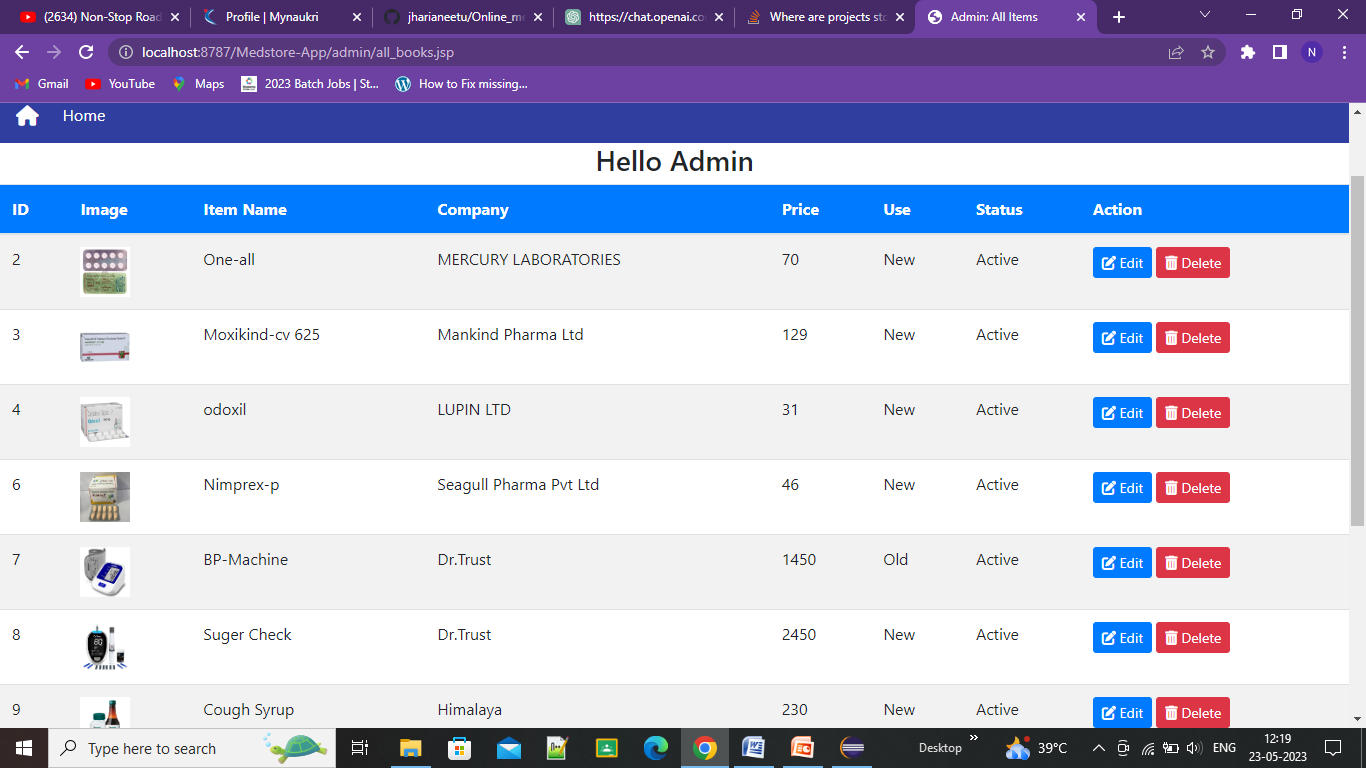 (2634) Non-Stop Road
Profile | Mynaukri
jharianeetu/Online_me
https://chat.openai.co
Where are projects sto
Admin: All Items
localhost:8787/Medstore-App/admin/all_books.jsp
N
Gmail
YouTube
Maps
2023 Batch Jobs | St...
How to Fix missing...
Home
Hello Admin
ID Image Item Name Company Price Use Status Action
2 One-all MERCURY LABORATORIES 70 New Active Edit Delete
3 Moxikind-cv 625 Mankind Pharma Ltd 129 New Active Edit Delete
4 odoxil LUPIN LTD 31 New Active Edit Delete
6 Nimprex-p Seagull Pharma Pvt Ltd 46 New Active Edit Delete
7 BP-Machine Dr.Trust 1450 Old Active Edit Delete
8 Suger Check Dr.Trust 2450 New Active Edit Delete
9 Cough Syrup Himalaya 230 New Active Edit Delete
Type here to search
Desktop
39°C
ENG
12:19
23-05-2023